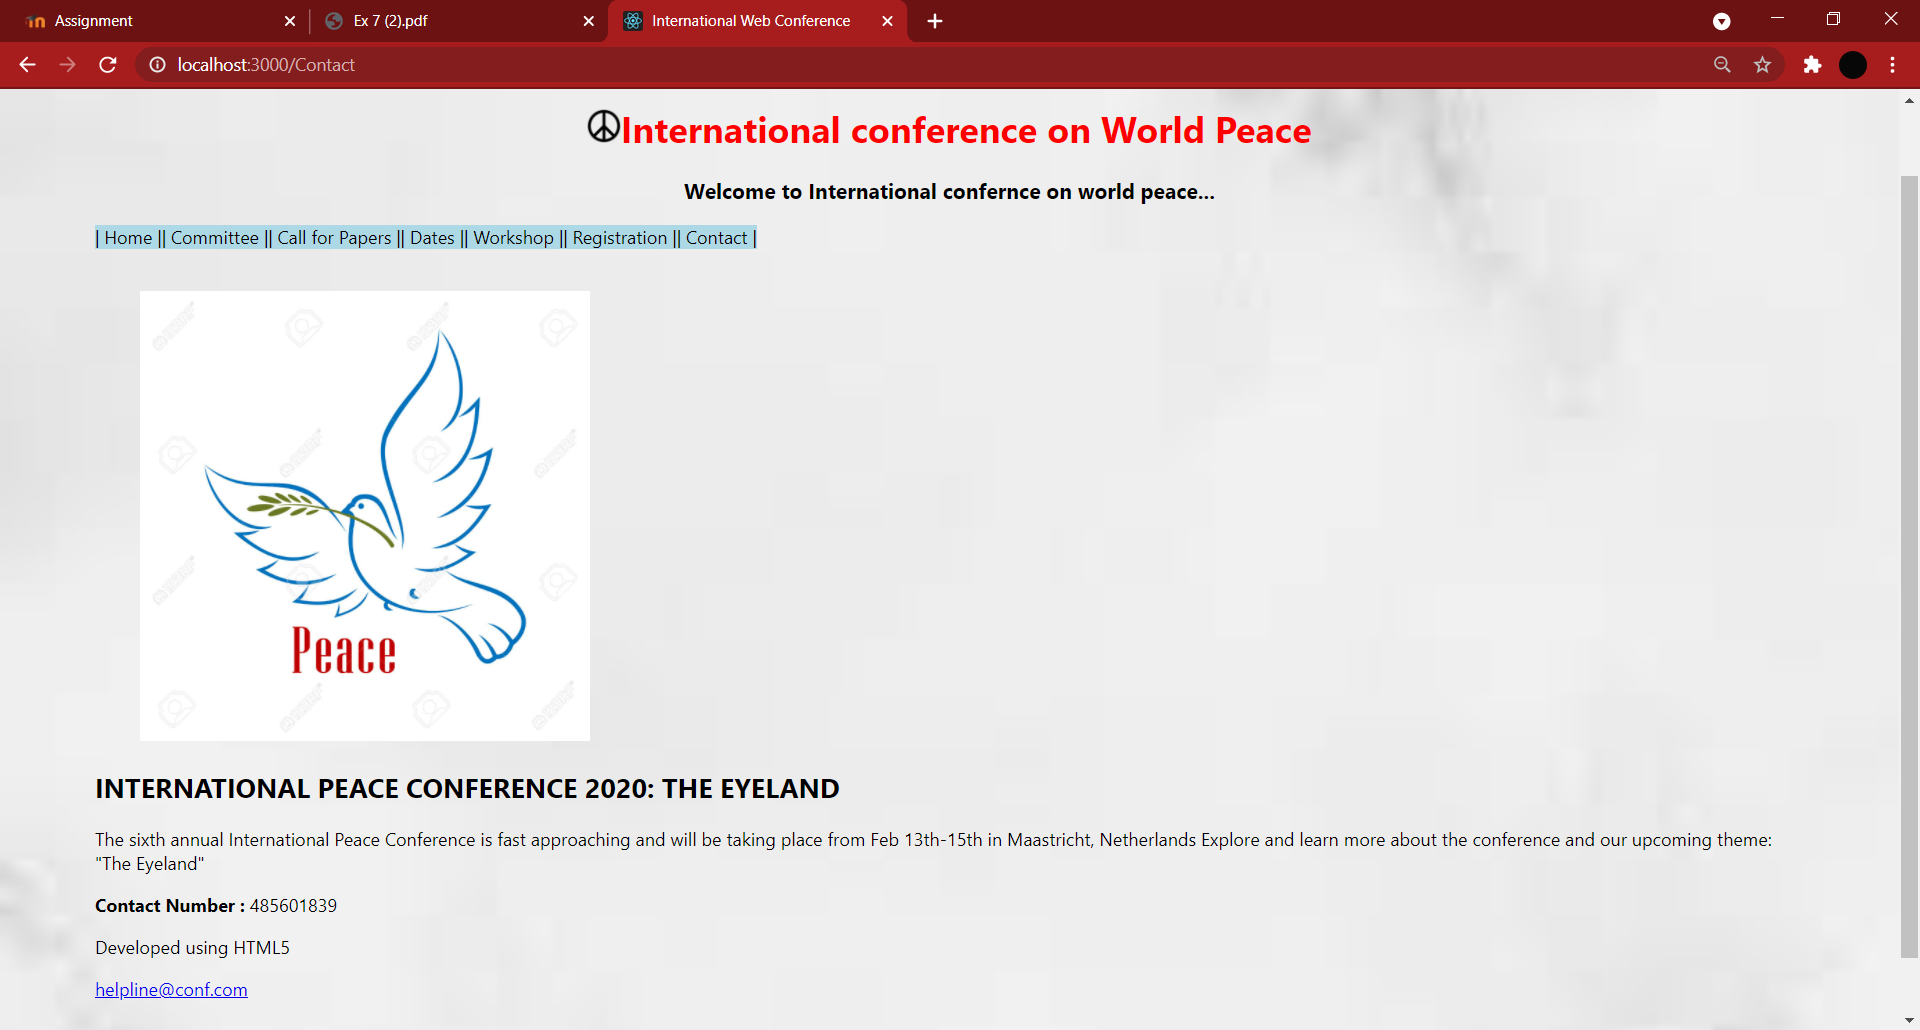 Assignment
Ex 7 (2).pdf
International Web Conference
localhost:3000/Contact
International conference on World Peace
Welcome to International confernce on world peace...
| Home || Committee || Call for Papers || Dates || Workshop || Registration || Contact |
Peace
INTERNATIONAL PEACE CONFERENCE 2020: THE EYELAND
The sixth annual International Peace Conference is fast approaching and will be taking place from Feb 13th-15th in Maastricht, Netherlands Explore and learn more about the conference and our upcoming theme:
"The Eyeland"
Contact Number : 485601839
Developed using HTML5
helpline@conf.com